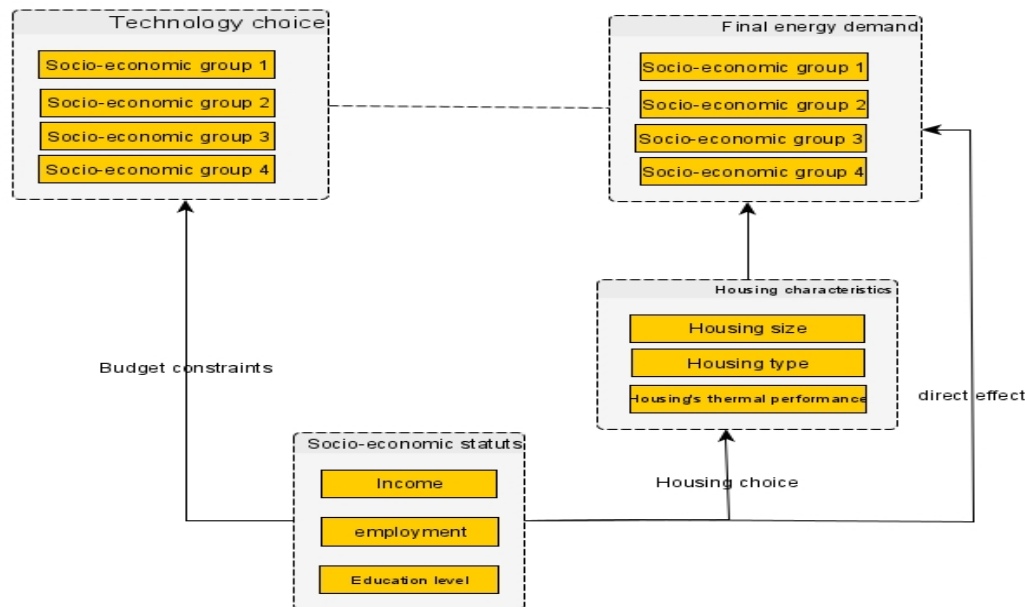 Technology choice
Socio-economic group 1
Socio-economic group 2
Socio-economic group 3
Socio-economic group 4
Final energy demand
Socio-economic group 1
Socio-economic group 2
Socio-economic group 3
Socio-economic group 4
Housing characteristics
Housing size
Housing type
Housing's thermal performance
Budget constraints
direct effect
Socio-economic statuts
Income
employment
Education level
Housing choice